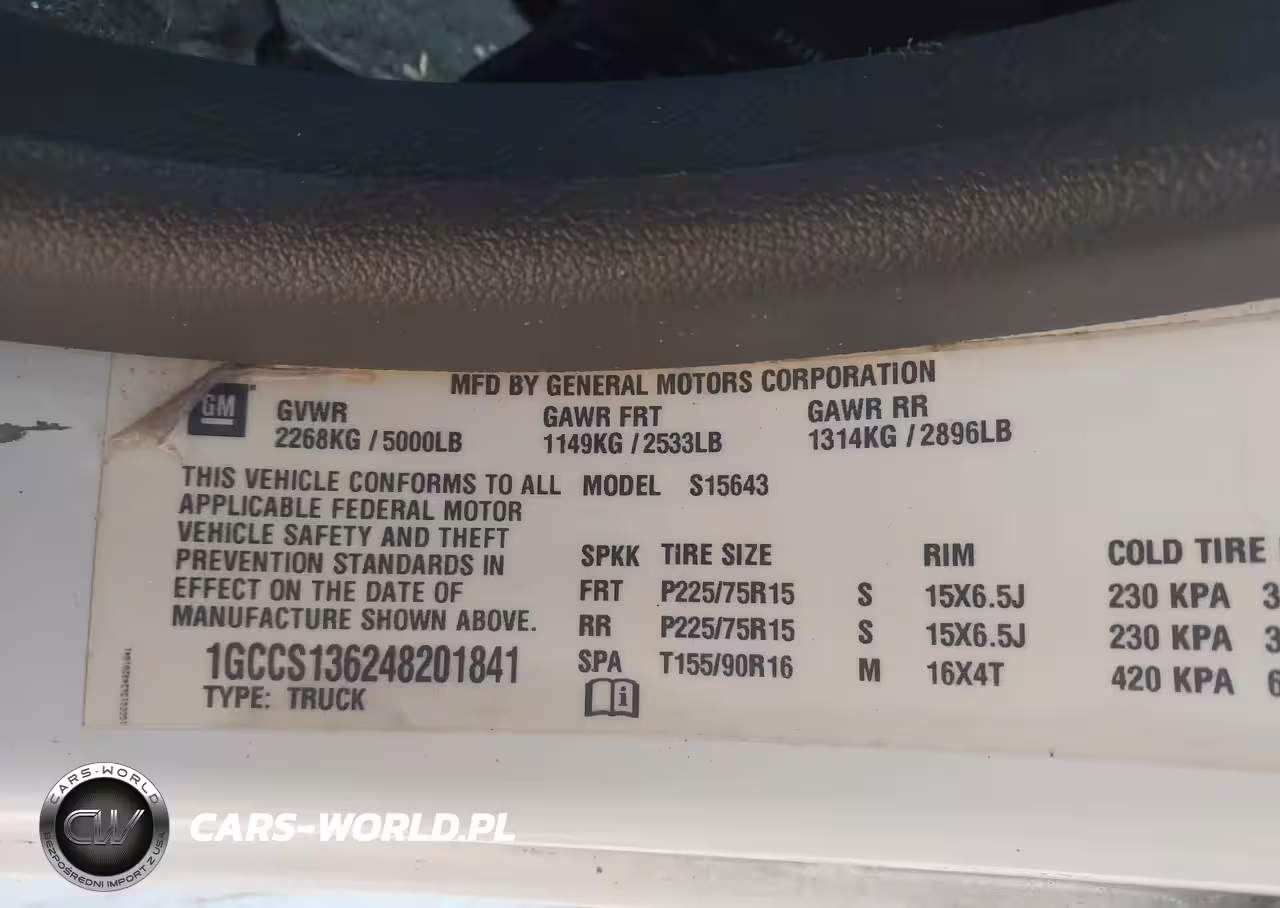 MFD BY GENERAL MOTORS CORPORATION
GM
GVWR GAWR FRT GAWR RR
2268KG / 5000LB 1149KG / 2533LB 1314KG / 2896LB
THIS VEHICLE CONFORMS TO ALL MODEL S15643
APPLICABLE FEDERAL MOTOR
VEHICLE SAFETY AND THEFT
PREVENTION STANDARDS IN SPKK TIRE SIZE RIM COLD TIRE
EFFECT ON THE DATE OF FRT P225/75R15 S 15X6.5J 230 KPA
MANUFACTURE SHOWN ABOVE. RR P225/75R15 S 15X6.5J 230 KPA
1GCCS136248201841 SPA T155/90R16 M 16X4T 420 KPA
TYPE: TRUCK
CARS-WORLD
CW
BEZPOŚREDNI IMPORT Z USA
CARS-WORLD.PL